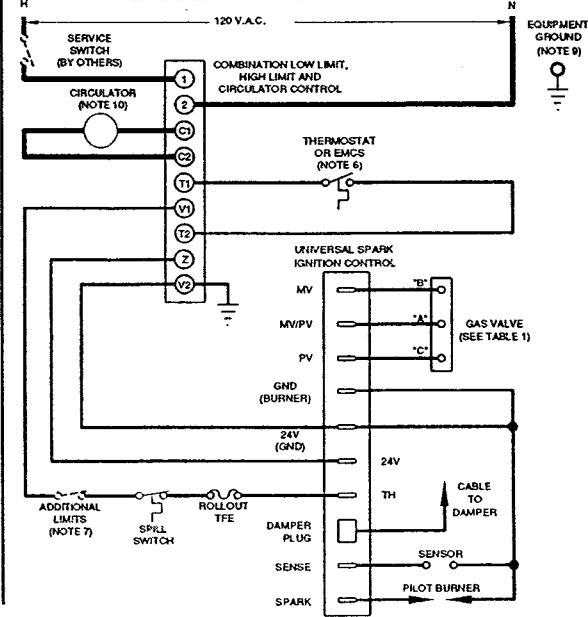 H
N
120 V.A.C.
EQUIPMENT
GROUND
(NOTE 9)
SERVICE
SWITCH
(BY OTHERS)
COMBINATION LOW LIMIT,
HIGH LIMIT AND
CIRCULATOR CONTROL
1
CIRCULATOR
(NOTE 10)
2
C1
C2
THERMOSTAT
OR EMCS
(NOTE 6)
T1
V1
T2
UNIVERSAL SPARK
IGNITION CONTROL
Z
V2
MV
"B"
MV/PV
"A"
GAS VALVE
(SEE TABLE 1)
PV
"C"
GND
(BURNER)
24V
(GND)
24V
TH
CABLE
TO
DAMPER
ADDITIONAL
LIMITS
(NOTE 7)
SPILL
SWITCH
ROLLOUT
TFE
DAMPER
PLUG
SENSE
SENSOR
SPARK
PILOT BURNER